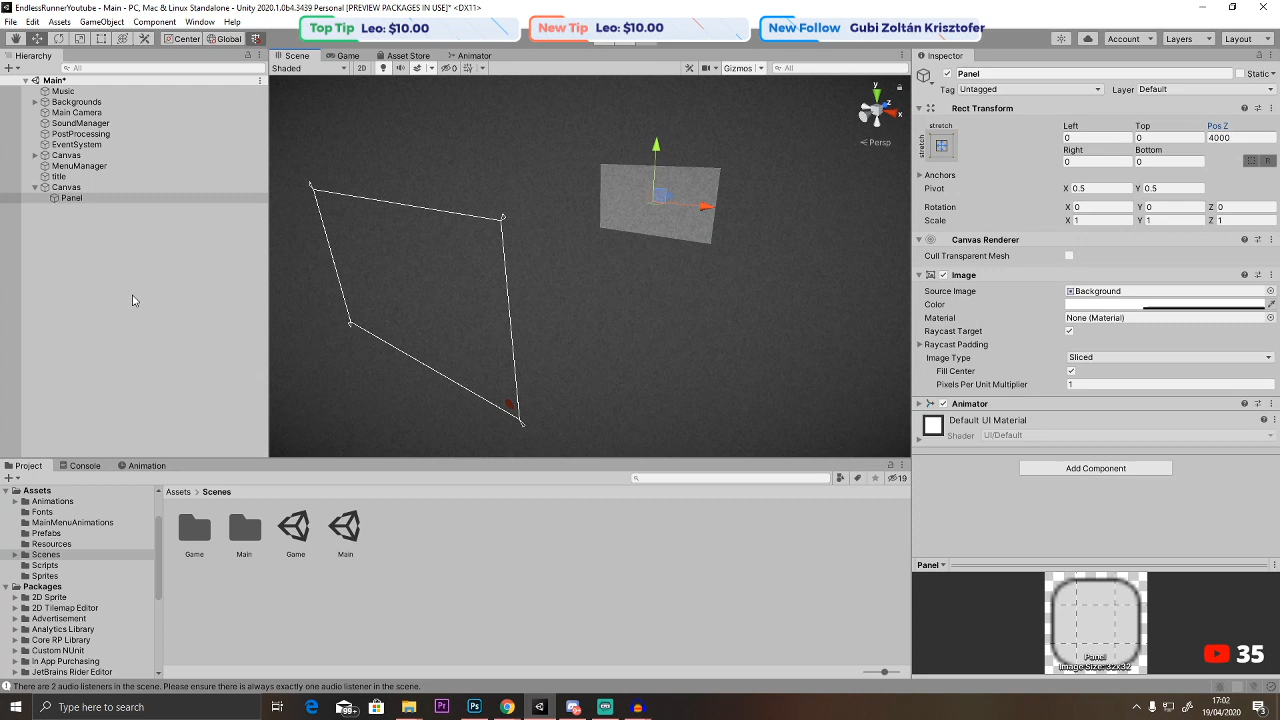 EndlessRunnerYoutube - Main - PC, Mac & Linux Standalone - Unity 2020.1.0b4.3319 Personal [PREVIEW PACKAGES IN USE]* <DX11>
File Edit Assets GameObject Component Window Help
Top Tip Leo: $10.00
New Tip Leo: $10.00
New Follow Gubi Zoltán Krisztofer
Center
Global
Account
Layers
Layout
Hierarchy
All
Main*
Music
Backgrounds
Main Camera
SoundManager
PostProcessing
EventSystem
Canvas
MenuManager
title
Canvas
Panel
Scene
Game
Asset Store
Animator
Shaded
2D
0
Gizmos
All
y
z
x
Persp
Inspector
Panel
Static
Tag Untagged
Layer Default
Rect Transform
stretch
stretch
Left Top Pos Z
0 0 4000
Right Bottom
0 0
R
Anchors
Pivot X 0.5 Y 0.5
Rotation X 0 Y 0 Z 0
Scale X 1 Y 1 Z 1
Canvas Renderer
Cull Transparent Mesh
Image
Source Image Background
Color
Material None (Material)
Raycast Target
Raycast Padding
Image Type Sliced
Fill Center
Pixels Per Unit Multiplier 1
Animator
Default UI Material
Shader UI/Default
Add Component
Panel
Panel
Image Size: 32x32
Project
Console
Animation
19
Assets
Animations
Fonts
MainMenuAnimations
Prefabs
Resources
Scenes
Scripts
Sprites
Packages
2D Sprite
2D Tilemap Editor
Advertisement
Analytics Library
Core RP Library
Custom NUnit
In App Purchasing
JetBrains Rider Editor
Assets > Scenes
Game
Main
Game
Main
35
There are 2 audio listeners in the scene. Please ensure there is always exactly one audio listener in the scene.
Type here to search
99+
17:02
19/04/2020